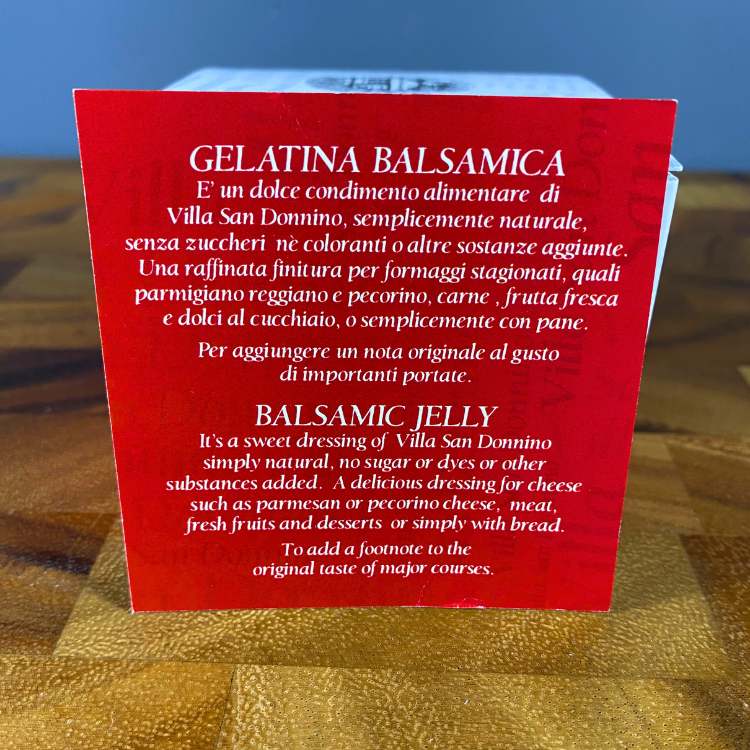 GELATINA BALSAMICA
E' un dolce condimento alimentare di
Villa San Donnino, semplicemente naturale,
senza zuccheri nè coloranti o altre sostanze aggiunte.
Una raffinata finitura per formaggi stagionati, quali
parmigiano reggiano e pecorino, carne , frutta fresca
e dolci al cucchiaio, o semplicemente con pane.
Per aggiungere un nota originale al gusto
di importanti portate.
BALSAMIC JELLY
It's a sweet dressing of Villa San Donnino
simply natural, no sugar or dyes or other
substances added. A delicious dressing for cheese
such as parmesan or pecorino cheese, meat,
fresh fruits and desserts or simply with bread.
To add a footnote to the
original taste of major courses.